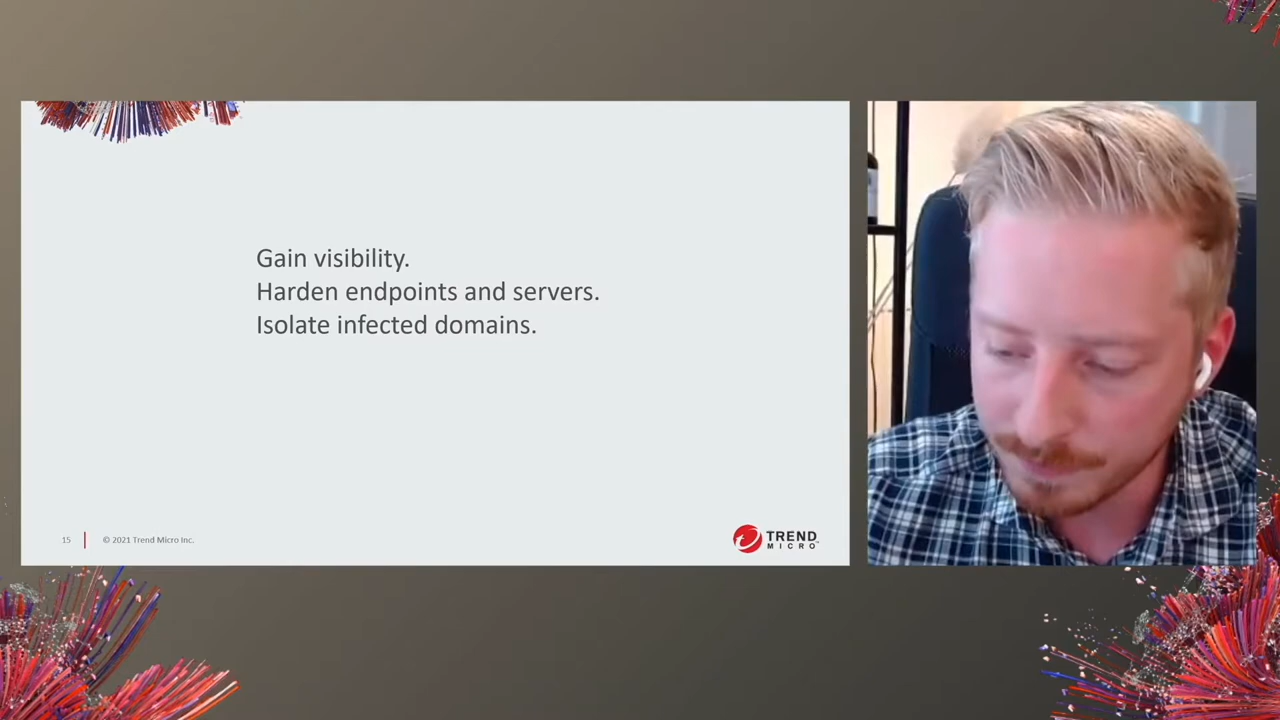 Gain visibility.
Harden endpoints and servers.
Isolate infected domains.
15
© 2021 Trend Micro Inc.
TREND
MICRO